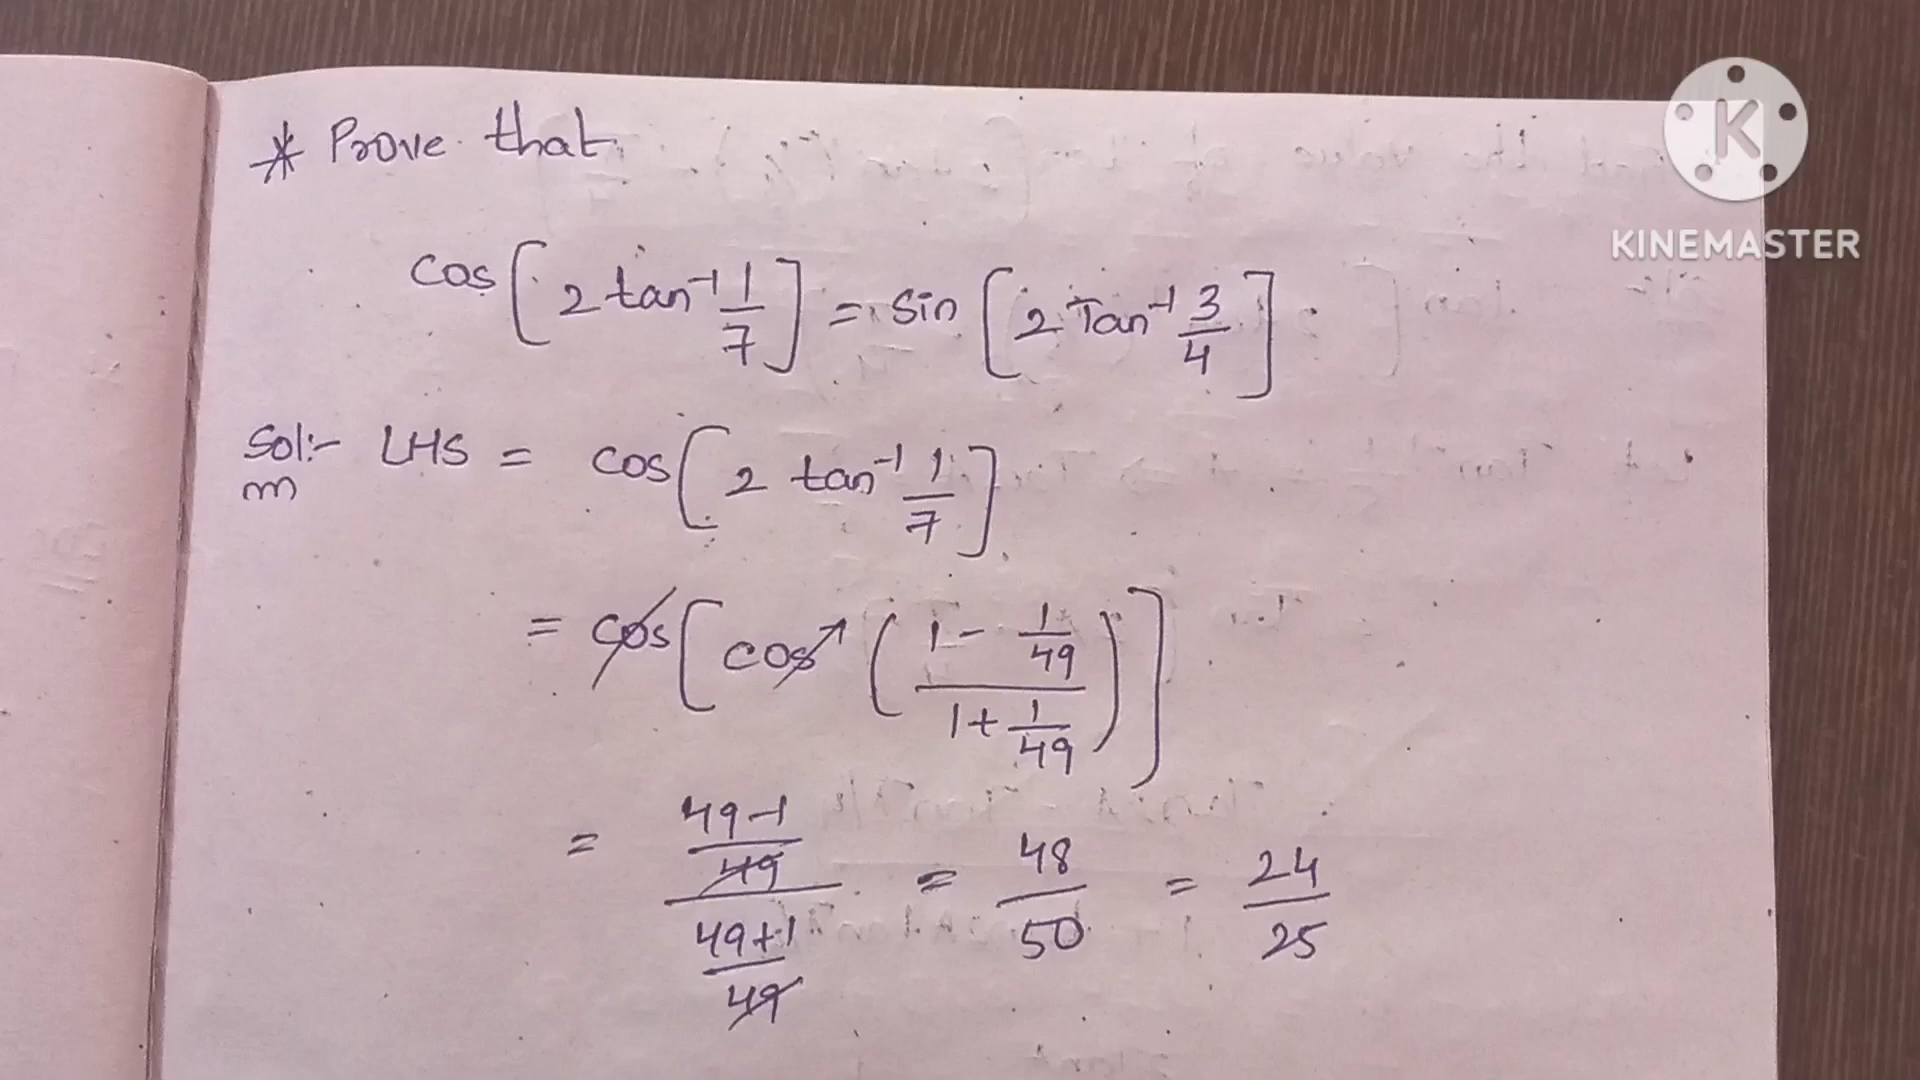 * Prove that
cos [2 tan⁻¹ 1/7] = sin [2 Tan⁻¹ 3/4]
Sol:- LHS = cos [2 tan⁻¹ 1/7]
= cos [cos⁻¹ ((1 - 1/49)/(1 + 1/49))]
= ((49-1)/49)/((49+1)/49) = 48/50 = 24/25
K
KINEMASTER